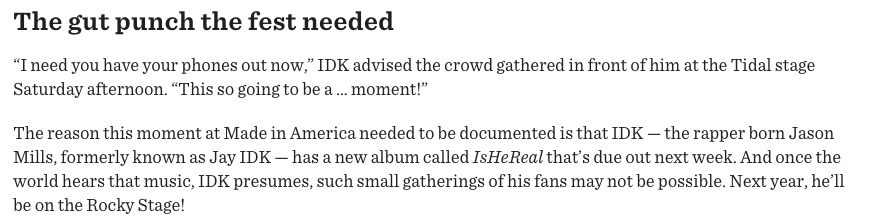 The gut punch the fest needed
“I need you have your phones out now,” IDK advised the crowd gathered in front of him at the Tidal stage
Saturday afternoon. “This so going to be a ... moment!”
The reason this moment at Made in America needed to be documented is that IDK — the rapper born Jason
Mills, formerly known as Jay IDK — has a new album called IsHeReal that’s due out next week. And once the
world hears that music, IDK presumes, such small gatherings of his fans may not be possible. Next year, he’ll
be on the Rocky Stage!